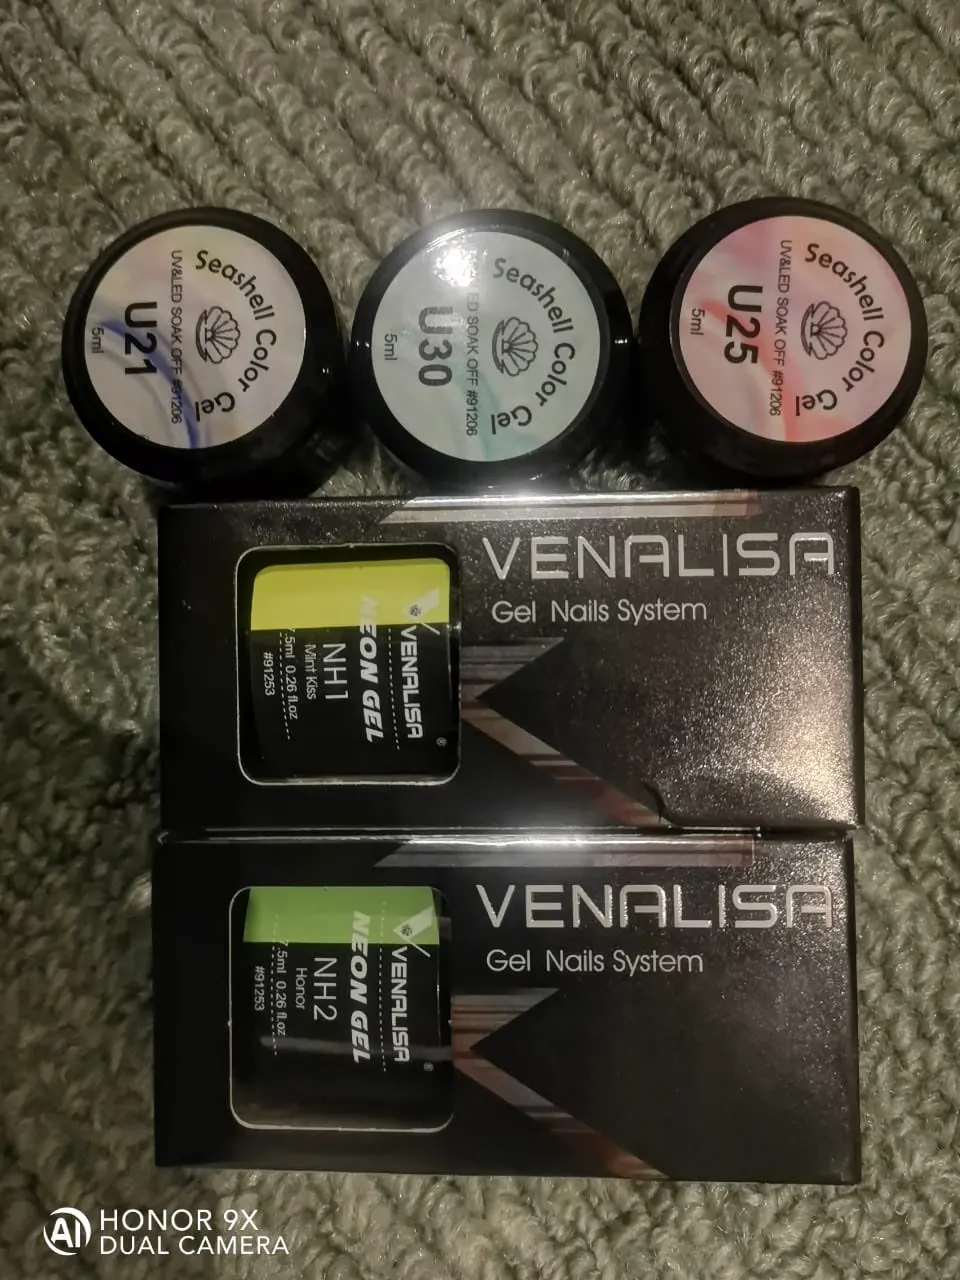 Seashell Color Gel
UV&LED SOAK OFF #91206
U21
5ml
Seashell Color Gel
LED SOAK OFF #91206
U30
5ml
Seashell Color Gel
UV&LED SOAK OFF #91206
U25
5ml
VENALISA
Gel Nails System
VENALISA®
NEON GEL
NH1
Mint Kiss
7.5ml 0.26 fl.oz
#91253
VENALISA
Gel Nails System
VENALISA®
NEON GEL
NH2
Honor
7.5ml 0.26 fl.oz
#91253
AI HONOR 9X
DUAL CAMERA